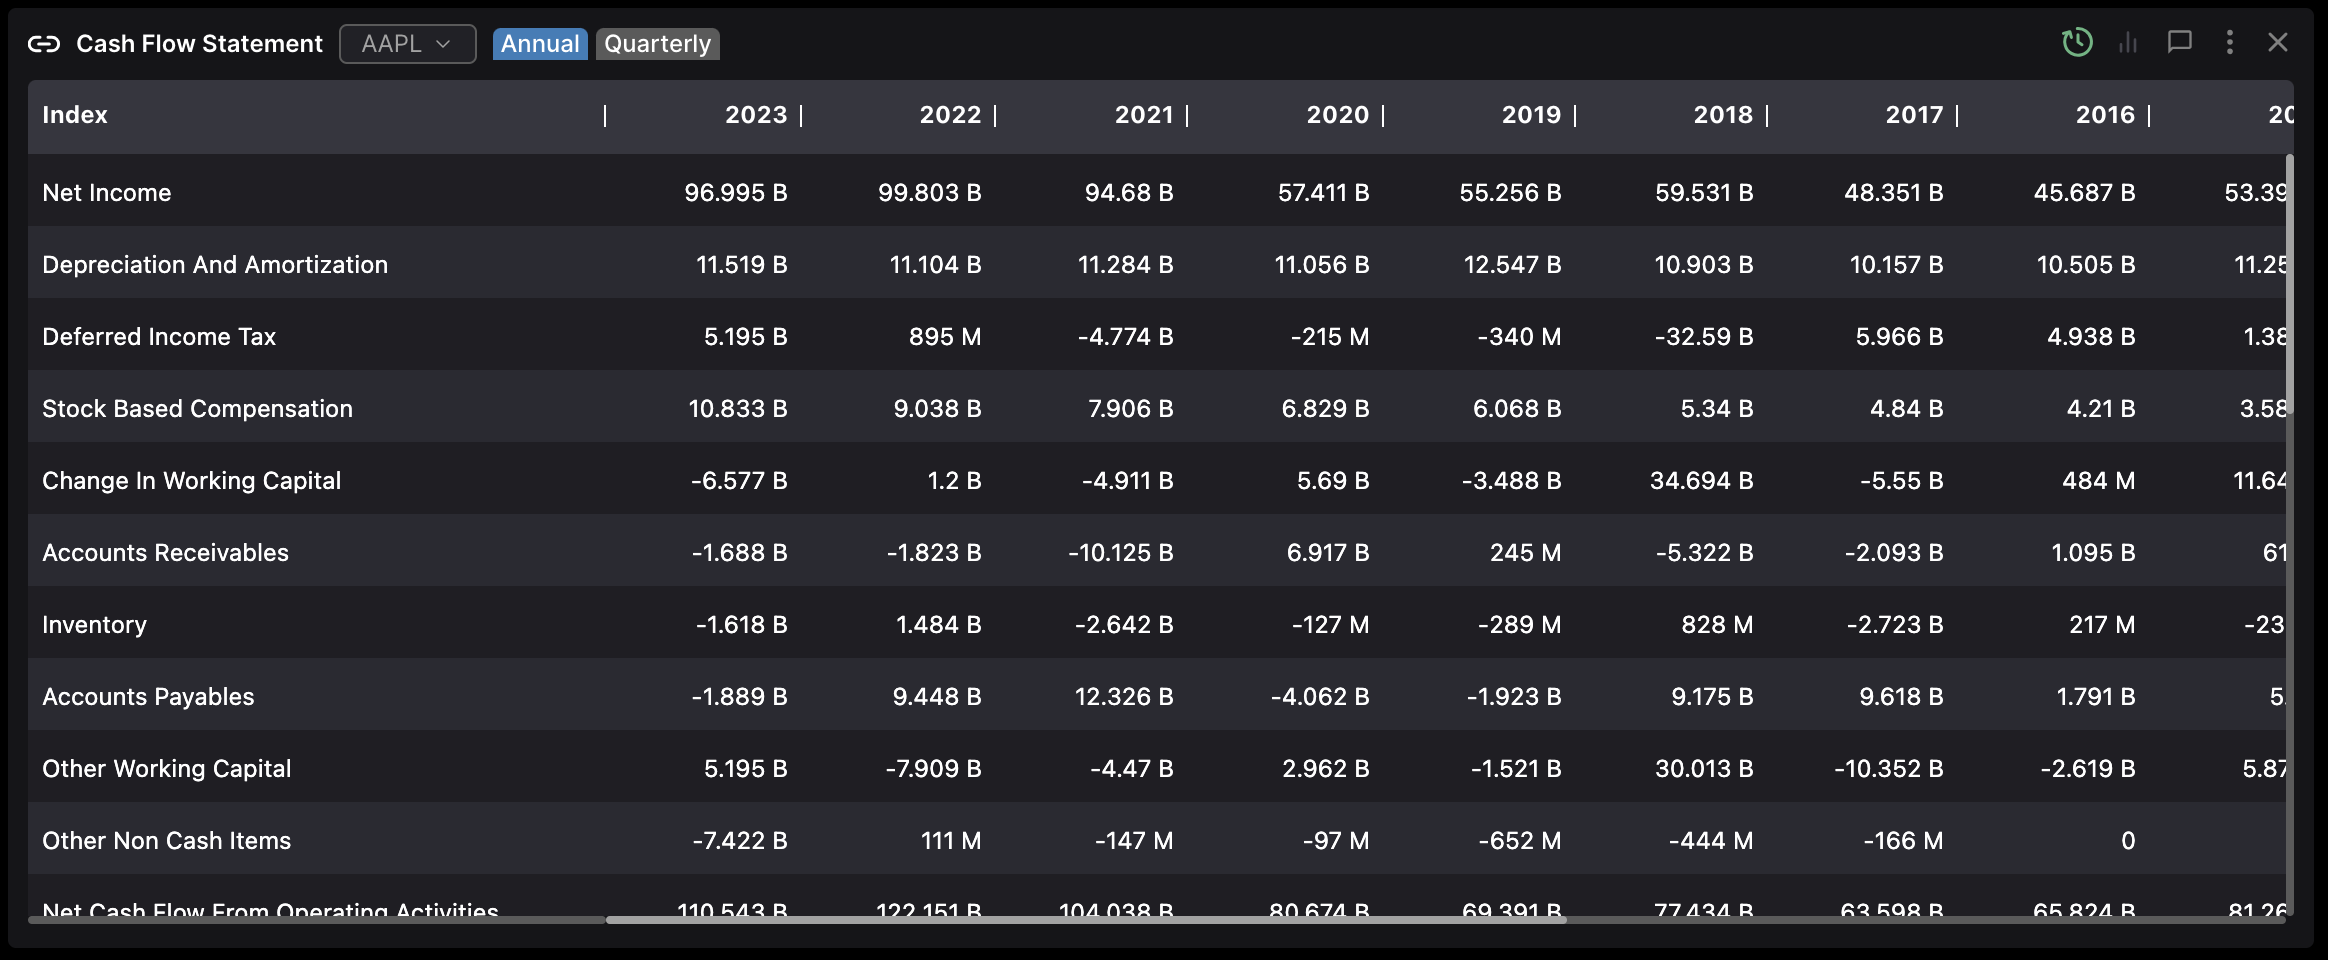 Cash Flow Statement AAPL Annual Quarterly
Index | 2023 | 2022 | 2021 | 2020 | 2019 | 2018 | 2017 | 2016 |
Net Income 96.995 B 99.803 B 94.68 B 57.411 B 55.256 B 59.531 B 48.351 B 45.687 B 53.39
Depreciation And Amortization 11.519 B 11.104 B 11.284 B 11.056 B 12.547 B 10.903 B 10.157 B 10.505 B 11.25
Deferred Income Tax 5.195 B 895 M -4.774 B -215 M -340 M -32.59 B 5.966 B 4.938 B 1.38
Stock Based Compensation 10.833 B 9.038 B 7.906 B 6.829 B 6.068 B 5.34 B 4.84 B 4.21 B 3.58
Change In Working Capital -6.577 B 1.2 B -4.911 B 5.69 B -3.488 B 34.694 B -5.55 B 484 M 11.64
Accounts Receivables -1.688 B -1.823 B -10.125 B 6.917 B 245 M -5.322 B -2.093 B 1.095 B 61
Inventory -1.618 B 1.484 B -2.642 B -127 M -289 M 828 M -2.723 B 217 M -23
Accounts Payables -1.889 B 9.448 B 12.326 B -4.062 B -1.923 B 9.175 B 9.618 B 1.791 B 5.
Other Working Capital 5.195 B -7.909 B -4.47 B 2.962 B -1.521 B 30.013 B -10.352 B -2.619 B 5.87
Other Non Cash Items -7.422 B 111 M -147 M -97 M -652 M -444 M -166 M 0
Net Cash Flow From Operating Activities 110.543 B 122.151 B 104.038 B 80.674 B 69.391 B 77.434 B 63.598 B 65.824 B 81.26